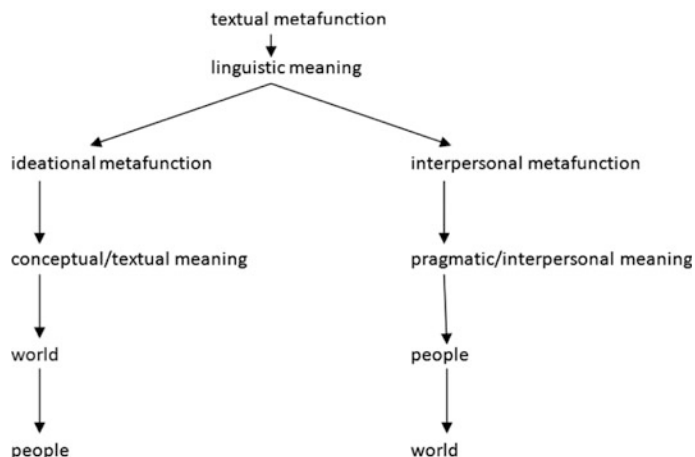 textual metafunction
linguistic meaning
ideational metafunction
interpersonal metafunction
conceptual/textual meaning
pragmatic/interpersonal meaning
world
people
people
world